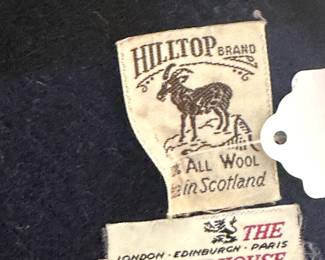 HILLTOP BRAND
% ALL WOOL
in Scotland
THE
LONDON · EDINBURGH · PARIS
HOUSE